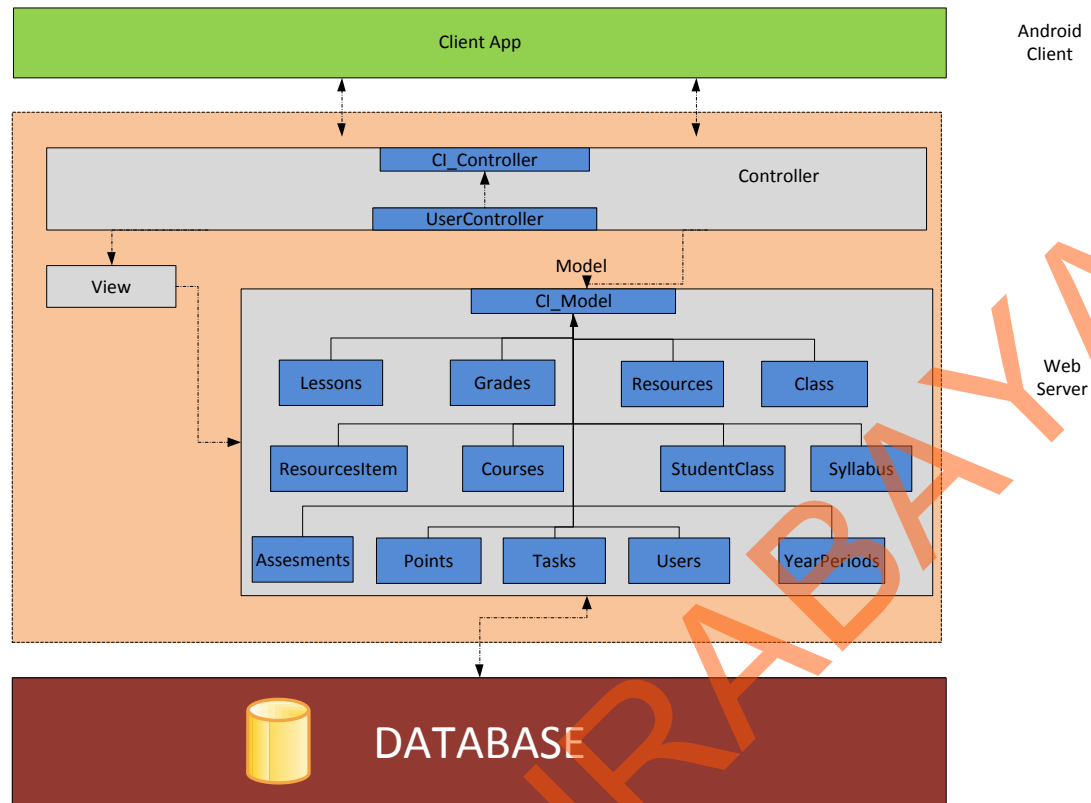 Client App
Android
Client
CI_Controller
Controller
UserController
Model
View
CI_Model
Lessons
Grades
Resources
Class
Web
Server
ResourcesItem
Courses
StudentClass
Syllabus
Assesments
Points
Tasks
Users
YearPeriods
DATABASE
RABAYA